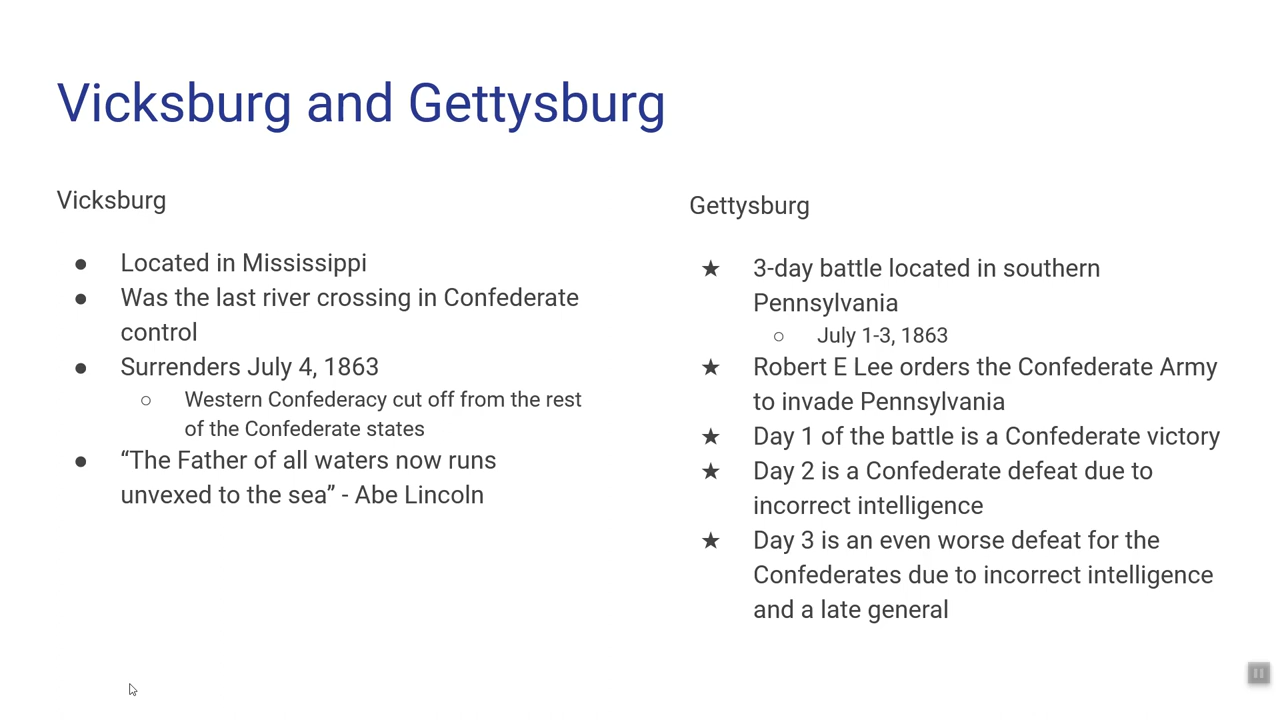 Vicksburg and Gettysburg
Vicksburg
● Located in Mississippi
● Was the last river crossing in Confederate
control
● Surrenders July 4, 1863
○ Western Confederacy cut off from the rest
of the Confederate states
● “The Father of all waters now runs
unvexed to the sea” - Abe Lincoln
Gettysburg
★ 3-day battle located in southern
Pennsylvania
○ July 1-3, 1863
★ Robert E Lee orders the Confederate Army
to invade Pennsylvania
★ Day 1 of the battle is a Confederate victory
★ Day 2 is a Confederate defeat due to
incorrect intelligence
★ Day 3 is an even worse defeat for the
Confederates due to incorrect intelligence
and a late general